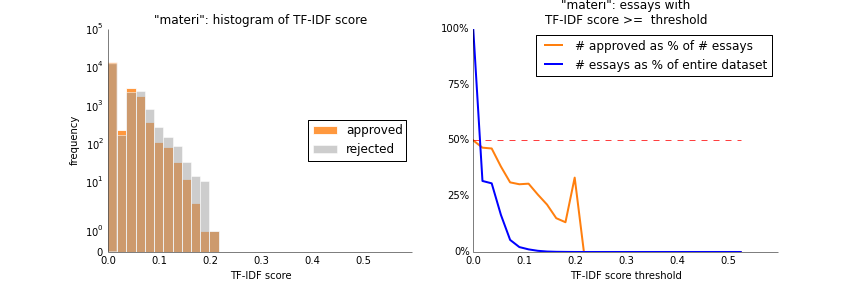 "materi": histogram of TF-IDF score
10^5
10^4
10^3
10^2
10^1
10^0
0
frequency
approved
rejected
0.0 0.1 0.2 0.3 0.4 0.5
TF-IDF score
"materi": essays with
TF-IDF score >= threshold
100%
75%
50%
25%
0%
# approved as % of # essays
# essays as % of entire dataset
0.0 0.1 0.2 0.3 0.4 0.5
TF-IDF score threshold